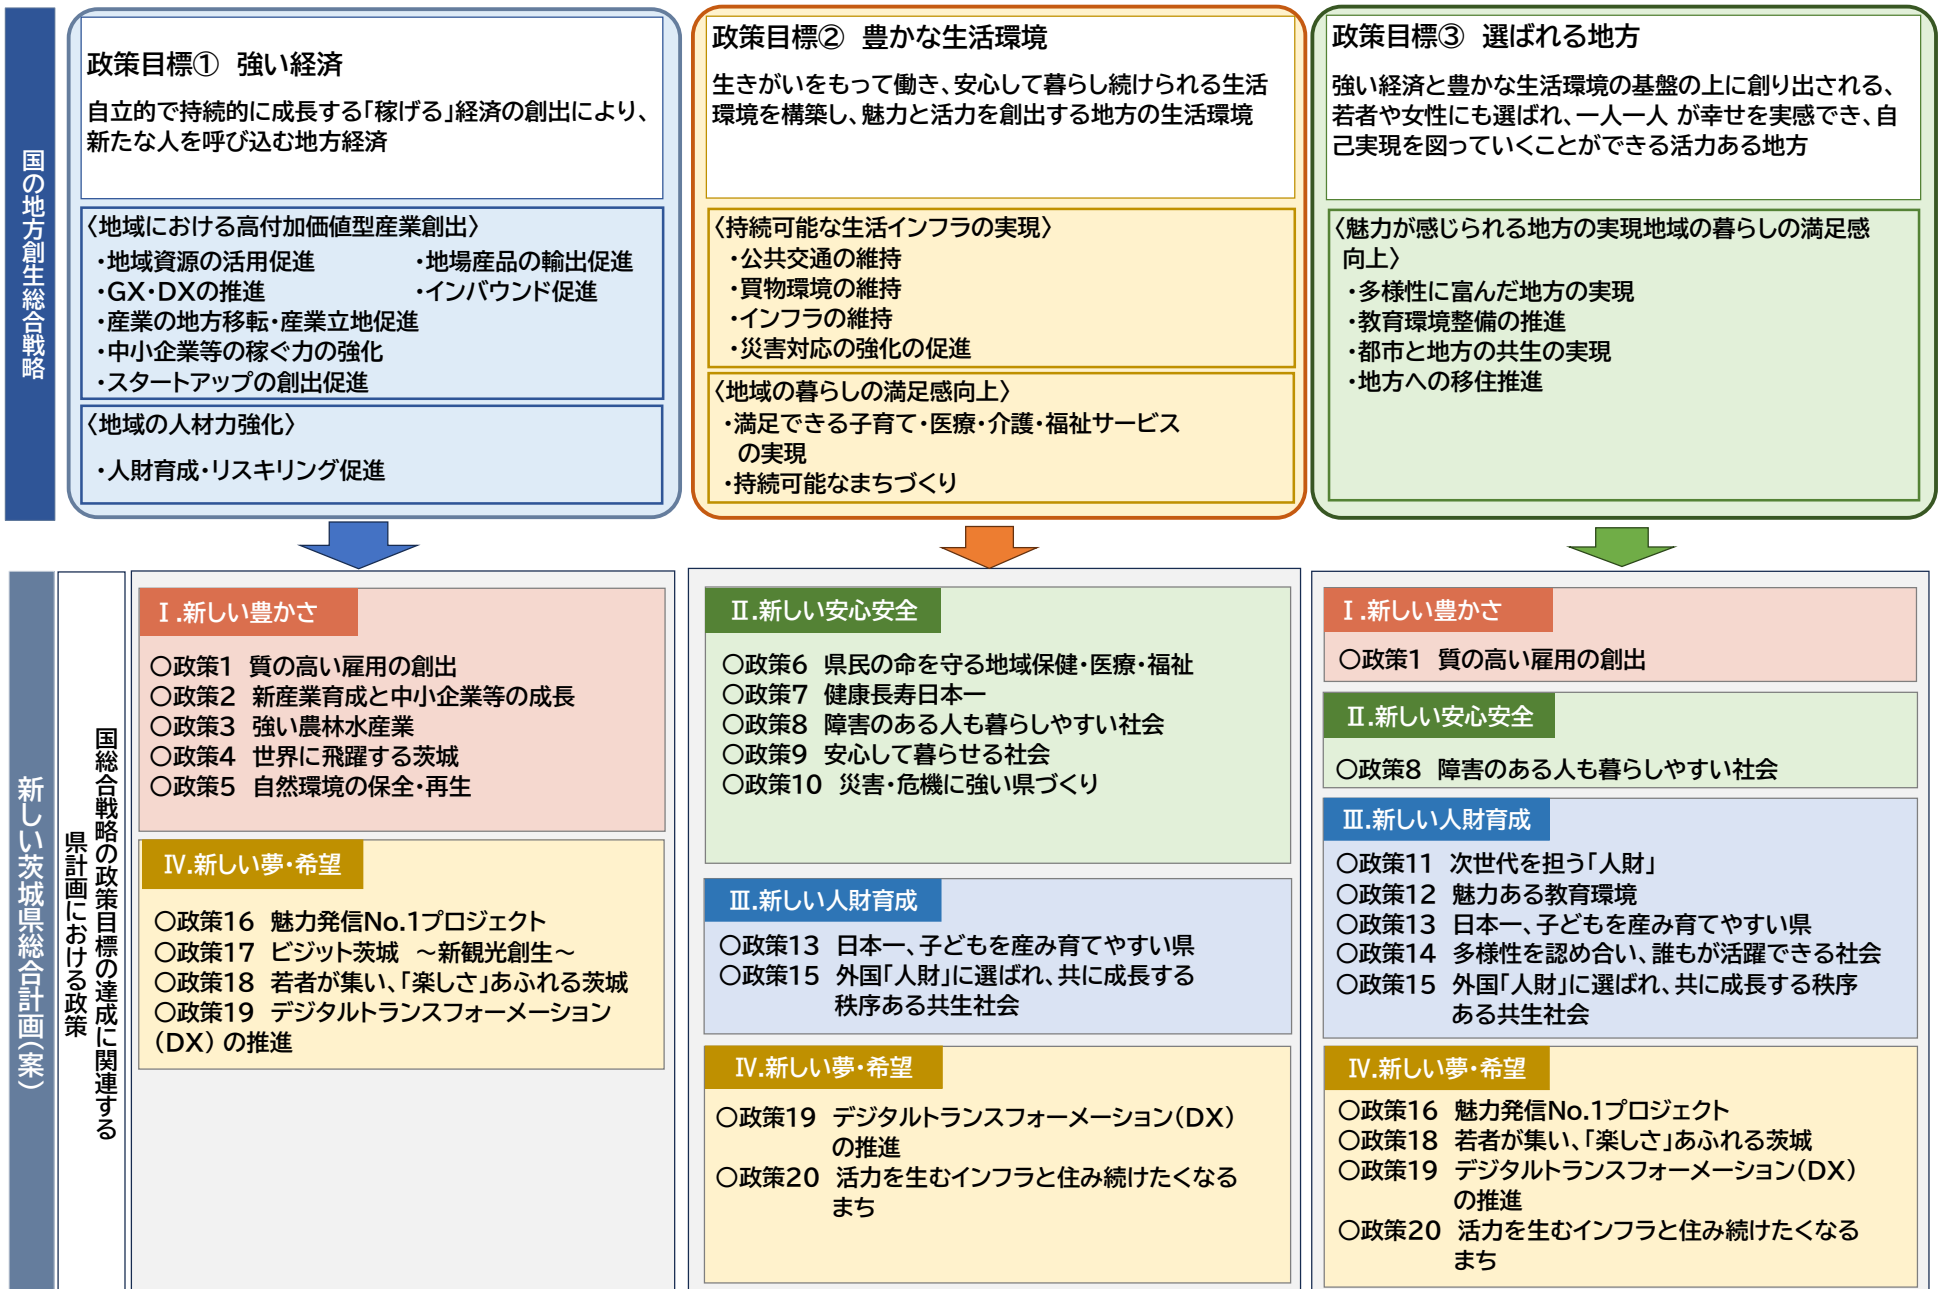 国の地方創生総合戦略
政策目標① 強い経済
自立的で持続的に成長する「稼げる」経済の創出により、
新たな人を呼び込む地方経済
〈地域における高付加価値型産業創出〉
・地域資源の活用促進 ・地場産品の輸出促進
・GX・DXの推進 ・インバウンド促進
・産業の地方移転・産業立地促進
・中小企業等の稼ぐ力の強化
・スタートアップの創出促進
〈地域の人材力強化〉
・人財育成・リスキリング促進
政策目標② 豊かな生活環境
生きがいをもって働き、安心して暮らし続けられる生活
環境を構築し、魅力と活力を創出する地方の生活環境
〈持続可能な生活インフラの実現〉
・公共交通の維持
・買物環境の維持
・インフラの維持
・災害対応の強化の促進
〈地域の暮らしの満足感向上〉
・満足できる子育て・医療・介護・福祉サービス
の実現
・持続可能なまちづくり
政策目標③ 選ばれる地方
強い経済と豊かな生活環境の基盤の上に創り出される、
若者や女性にも選ばれ、一人一人 が幸せを実感でき、自
己実現を図っていくことができる活力ある地方
〈魅力が感じられる地方の実現地域の暮らしの満足感
向上〉
・多様性に富んだ地方の実現
・教育環境整備の推進
・都市と地方の共生の実現
・地方への移住推進
新しい茨城県総合計画(案)
国総合戦略の政策目標の達成に関連する
県計画における政策
Ⅰ.新しい豊かさ
○政策1 質の高い雇用の創出
○政策2 新産業育成と中小企業等の成長
○政策3 強い農林水産業
○政策4 世界に飛躍する茨城
○政策5 自然環境の保全・再生
Ⅳ.新しい夢・希望
○政策16 魅力発信No.1プロジェクト
○政策17 ビジット茨城 ～新観光創生～
○政策18 若者が集い、「楽しさ」あふれる茨城
○政策19 デジタルトランスフォーメーション
(DX) の推進
Ⅱ.新しい安心安全
○政策6 県民の命を守る地域保健・医療・福祉
○政策7 健康長寿日本一
○政策8 障害のある人も暮らしやすい社会
○政策9 安心して暮らせる社会
○政策10 災害・危機に強い県づくり
Ⅲ.新しい人財育成
○政策13 日本一、子どもを産み育てやすい県
○政策15 外国「人財」に選ばれ、共に成長する
秩序ある共生社会
Ⅳ.新しい夢・希望
○政策19 デジタルトランスフォーメーション(DX)
の推進
○政策20 活力を生むインフラと住み続けたくなる
まち
Ⅰ.新しい豊かさ
○政策1 質の高い雇用の創出
Ⅱ.新しい安心安全
○政策8 障害のある人も暮らしやすい社会
Ⅲ.新しい人財育成
○政策11 次世代を担う「人財」
○政策12 魅力ある教育環境
○政策13 日本一、子どもを産み育てやすい県
○政策14 多様性を認め合い、誰もが活躍できる社会
○政策15 外国「人財」に選ばれ、共に成長する秩序
ある共生社会
Ⅳ.新しい夢・希望
○政策16 魅力発信No.1プロジェクト
○政策18 若者が集い、「楽しさ」あふれる茨城
○政策19 デジタルトランスフォーメーション(DX)
の推進
○政策20 活力を生むインフラと住み続けたくなる
まち